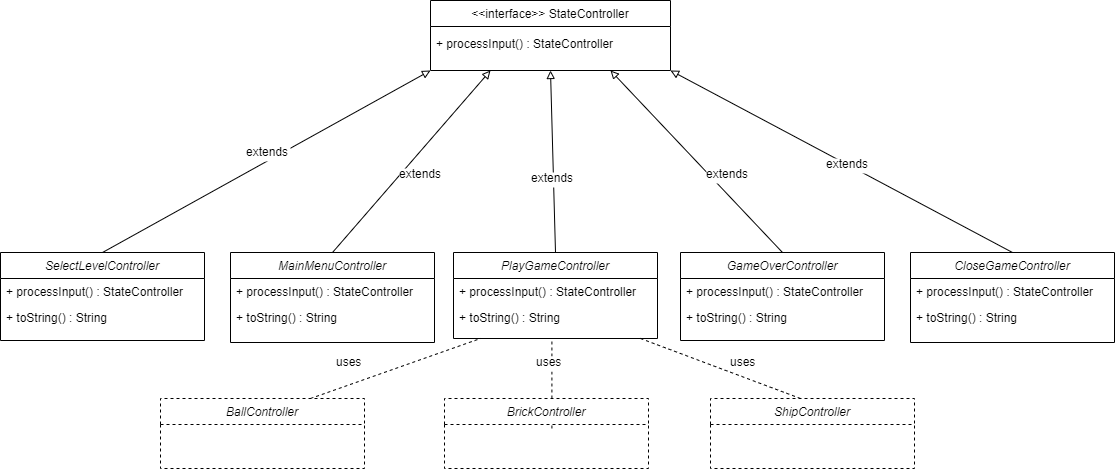 <<interface>> StateController
+ processInput() : StateController
extends
extends
extends
extends
extends
SelectLevelController
+ processInput() : StateController
+ toString() : String
MainMenuController
+ processInput() : StateController
+ toString() : String
PlayGameController
+ processInput() : StateController
+ toString() : String
GameOverController
+ processInput() : StateController
+ toString() : String
CloseGameController
+ processInput() : StateController
+ toString() : String
uses
uses
uses
BallController
BrickController
ShipController